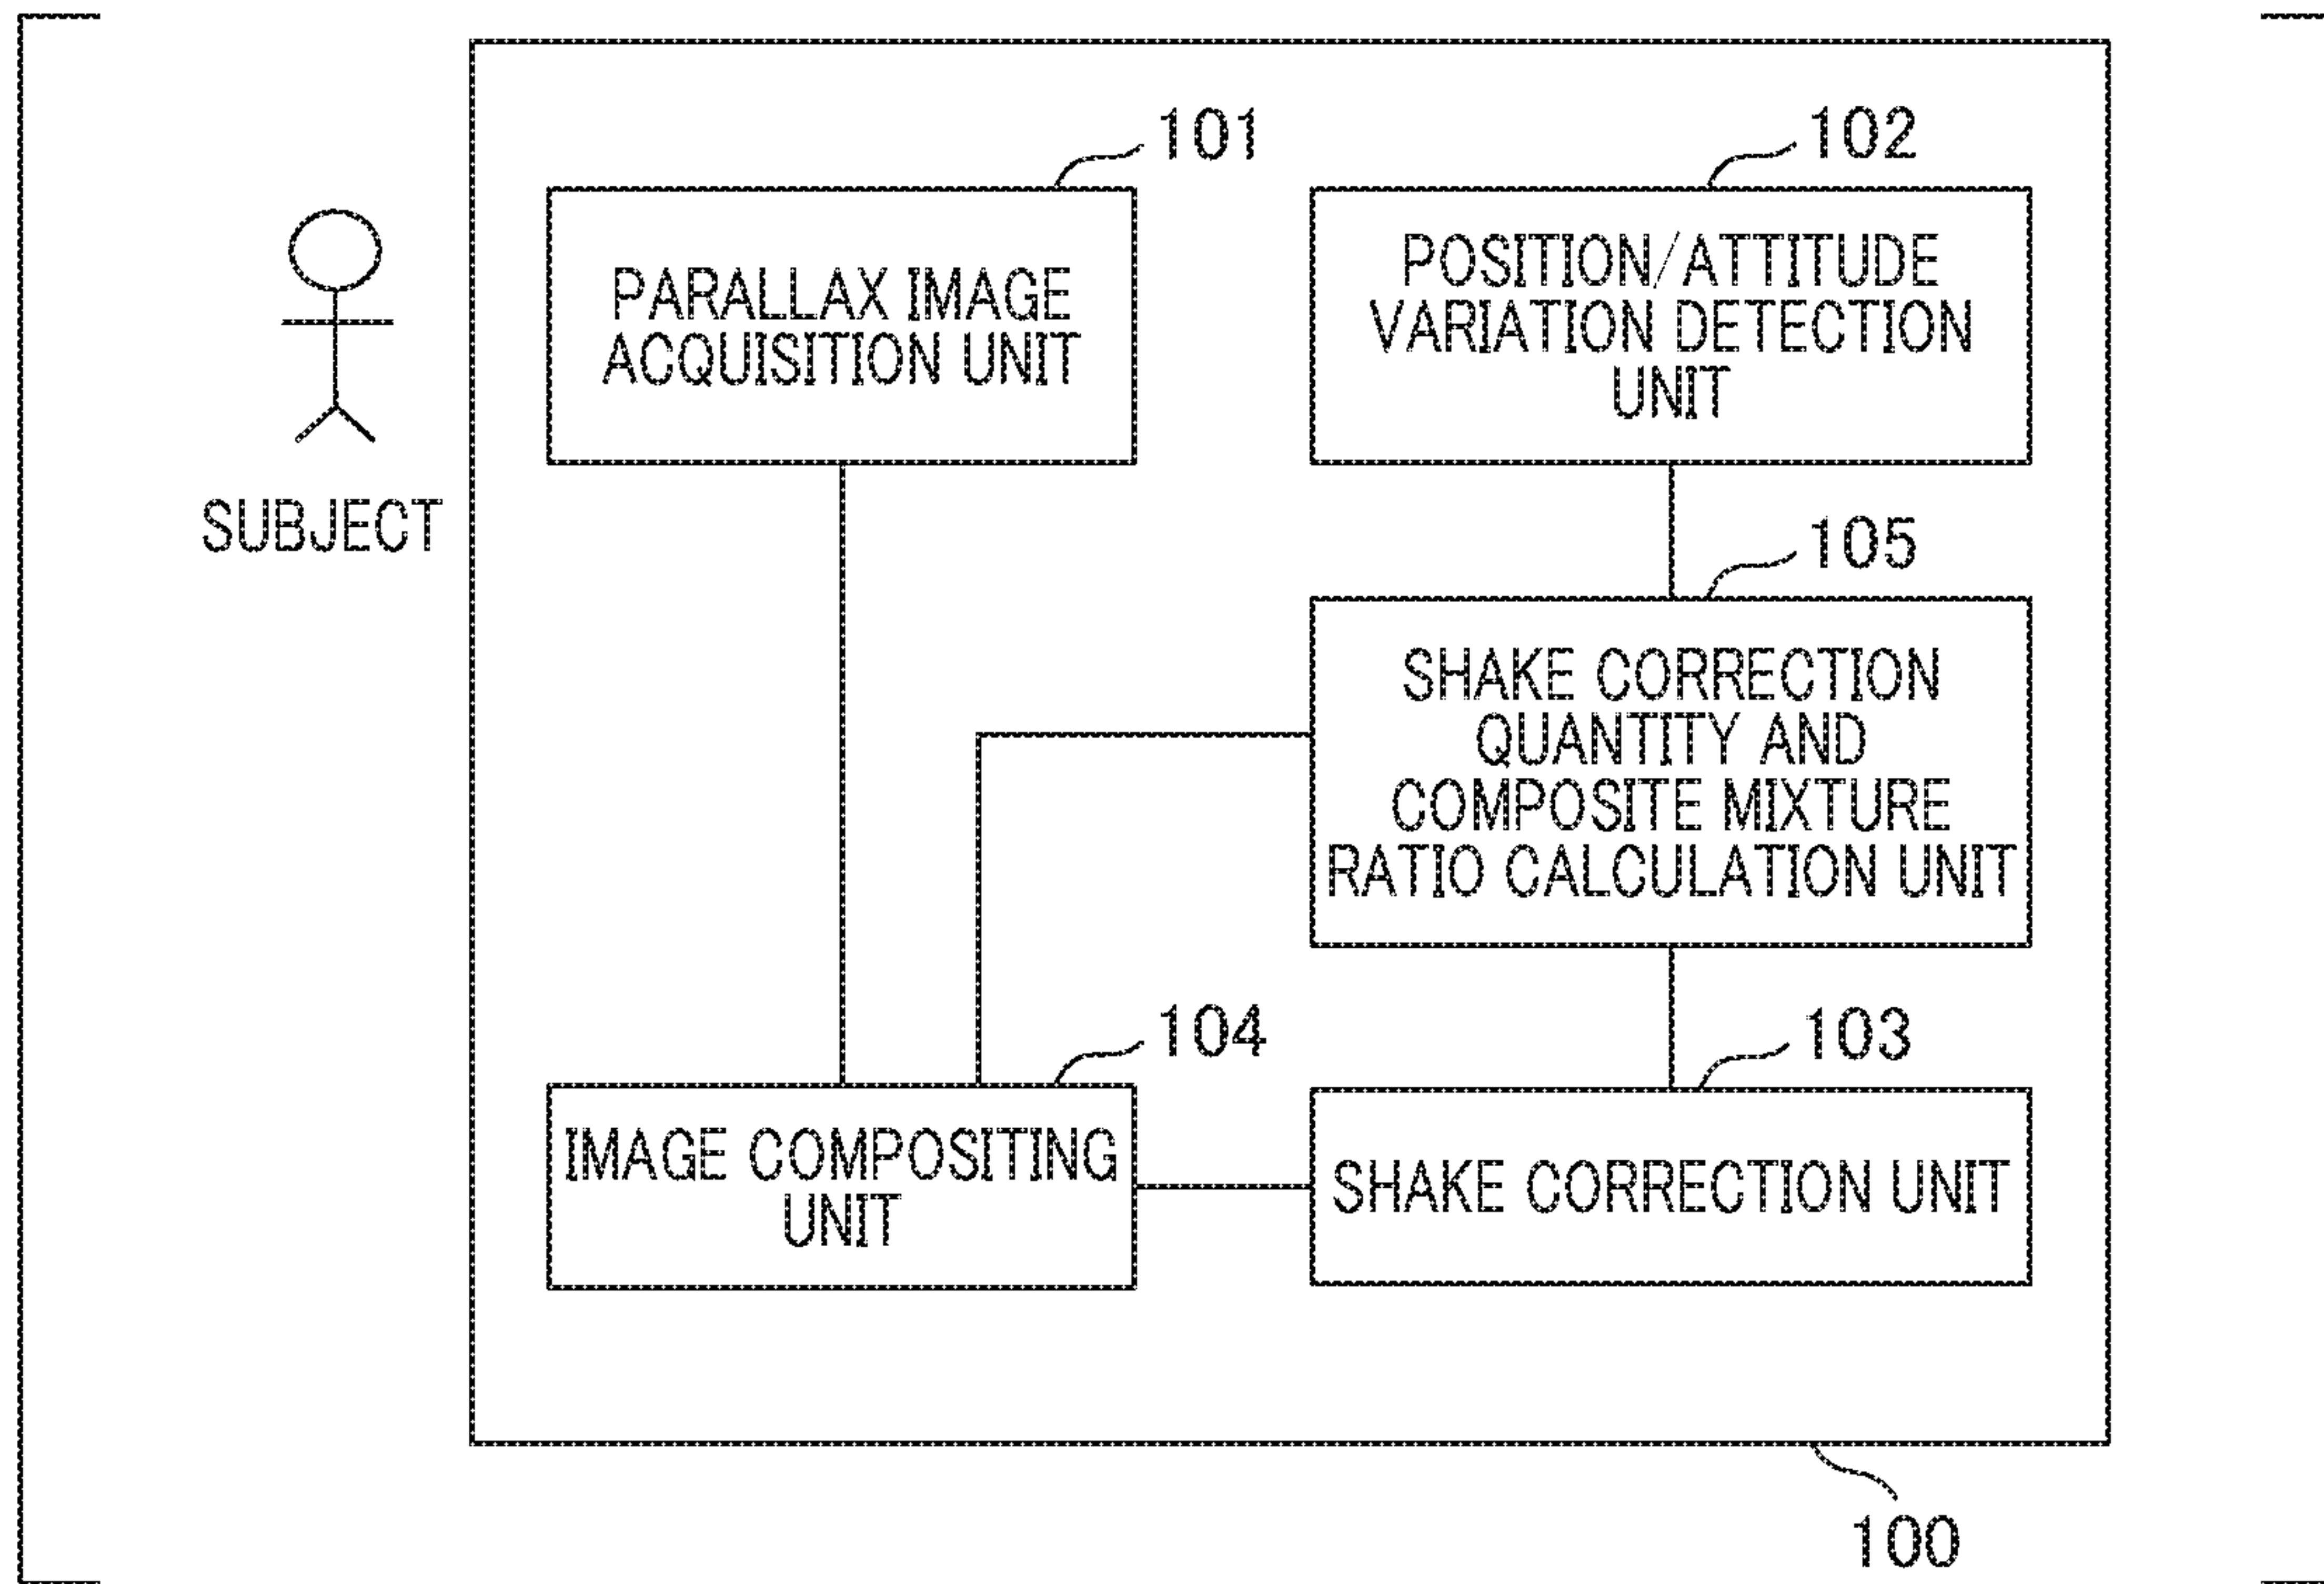 101
102
PARALLAX IMAGE
ACQUISITION UNIT
POSITION/ATTITUDE
VARIATION DETECTION
UNIT
SUBJECT
105
SHAKE CORRECTION
QUANTITY AND
COMPOSITE MIXTURE
RATIO CALCULATION UNIT
104
103
IMAGE COMPOSITING
UNIT
SHAKE CORRECTION UNIT
100